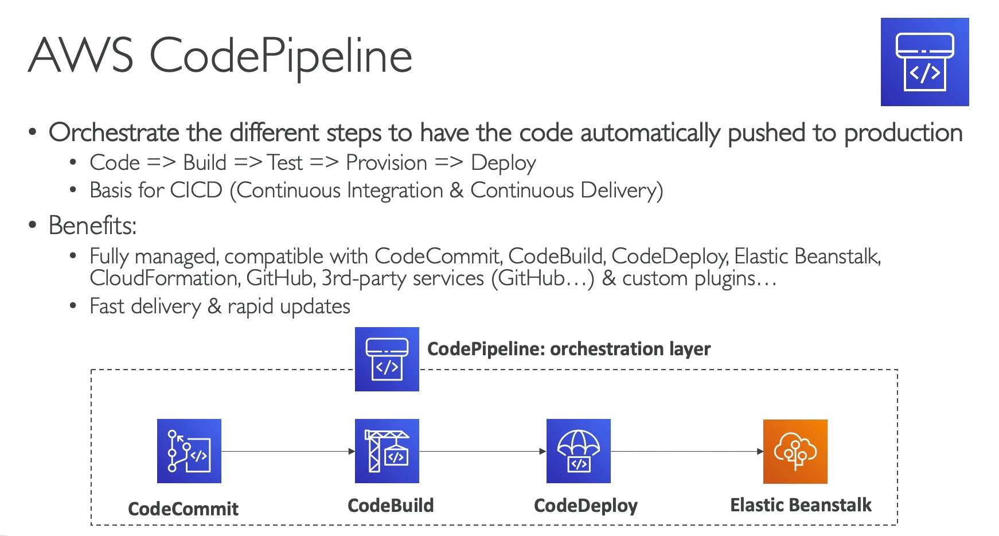 AWS CodePipeline
• Orchestrate the different steps to have the code automatically pushed to production
• Code => Build => Test => Provision => Deploy
• Basis for CICD (Continuous Integration & Continuous Delivery)
• Benefits:
• Fully managed, compatible with CodeCommit, CodeBuild, CodeDeploy, Elastic Beanstalk,
CloudFormation, GitHub, 3rd-party services (GitHub…) & custom plugins…
• Fast delivery & rapid updates
CodePipeline: orchestration layer
CodeCommit
CodeBuild
CodeDeploy
Elastic Beanstalk